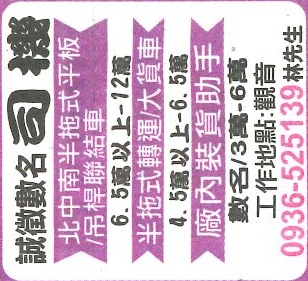 誠徵數名司機
北中南半拖式平板
/吊桿聯結車
6.5萬以上-12萬
半拖式轉運/大貨車
4.5萬以上-6.5萬
廠內裝貨助手
數名/3萬-6萬
工作地點:觀音
0936-525139林先生